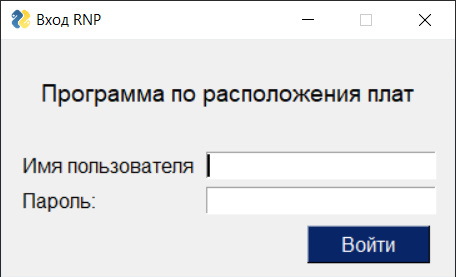 Вход RNP
Программа по расположения плат
Имя пользователя
Пароль:
Войти